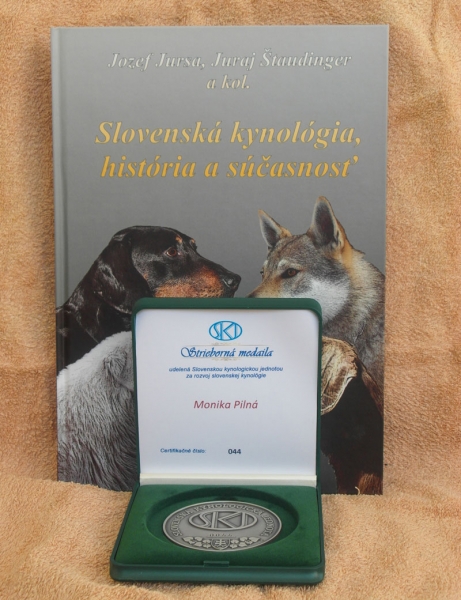 Jozef Jursa, Juraj Štaudinger
a kol.
Slovenská kynológia,
história a súčasnosť
SKJ
Strieborná medaila
udelená Slovenskou kynologickou jednotou
za rozvoj slovenskej kynológie
Monika Pilná
Certifikačné číslo: 044
SKJ